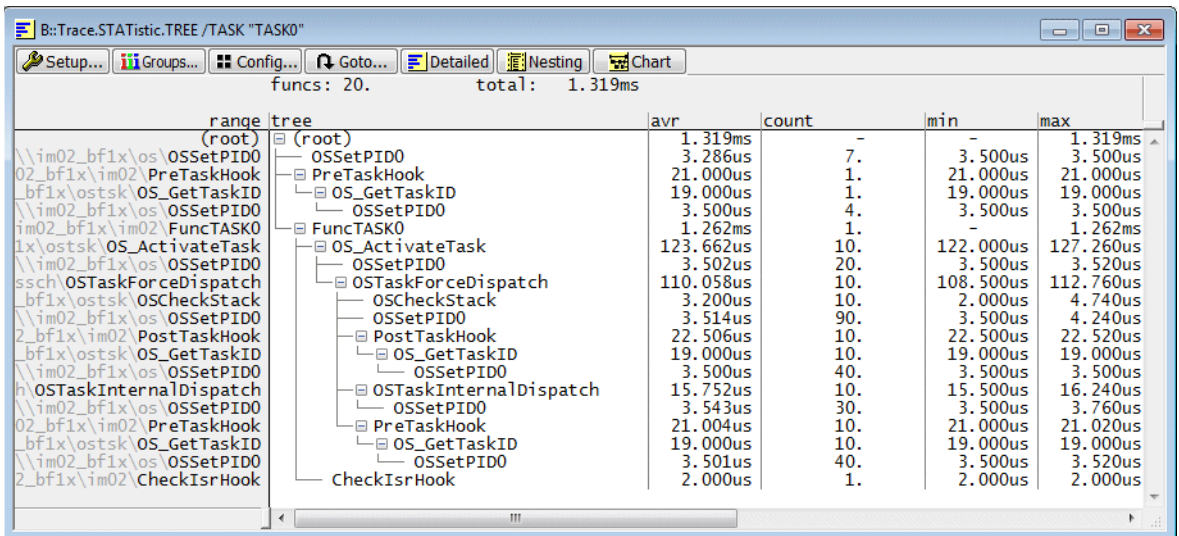 B::Trace.STATistic.TREE /TASK "TASK0"
Setup... Groups... Config... Goto... Detailed Nesting Chart
funcs: 20. total: 1.319ms
range tree avr count min max
(root) (root) 1.319ms - - 1.319ms
\\im02_bf1x\os\OSSetPID0 OSSetPID0 3.286us 7. 3.500us 3.500us
02_bf1x\im02\PreTaskHook PreTaskHook 21.000us 1. 21.000us 21.000us
_bf1x\ostsk\OS_GetTaskID OS_GetTaskID 19.000us 1. 19.000us 19.000us
\\im02_bf1x\os\OSSetPID0 OSSetPID0 3.500us 4. 3.500us 3.500us
im02_bf1x\im02\FuncTASK0 FuncTASK0 1.262ms 1. - 1.262ms
1x\ostsk\OS_ActivateTask OS_ActivateTask 123.662us 10. 122.000us 127.260us
\\im02_bf1x\os\OSSetPID0 OSSetPID0 3.502us 20. 3.500us 3.520us
ssch\OSTaskForceDispatch OSTaskForceDispatch 110.058us 10. 108.500us 112.760us
_bf1x\ostsk\OSCheckStack OSCheckStack 3.200us 10. 2.000us 4.740us
\\im02_bf1x\os\OSSetPID0 OSSetPID0 3.514us 90. 3.500us 4.240us
2_bf1x\im02\PostTaskHook PostTaskHook 22.506us 10. 22.500us 22.520us
_bf1x\ostsk\OS_GetTaskID OS_GetTaskID 19.000us 10. 19.000us 19.000us
\\im02_bf1x\os\OSSetPID0 OSSetPID0 3.500us 40. 3.500us 3.500us
h\OSTaskInternalDispatch OSTaskInternalDispatch 15.752us 10. 15.500us 16.240us
\\im02_bf1x\os\OSSetPID0 OSSetPID0 3.543us 30. 3.500us 3.760us
02_bf1x\im02\PreTaskHook PreTaskHook 21.004us 10. 21.000us 21.020us
_bf1x\ostsk\OS_GetTaskID OS_GetTaskID 19.000us 10. 19.000us 19.000us
\\im02_bf1x\os\OSSetPID0 OSSetPID0 3.501us 40. 3.500us 3.520us
2_bf1x\im02\CheckIsrHook CheckIsrHook 2.000us 1. 2.000us 2.000us